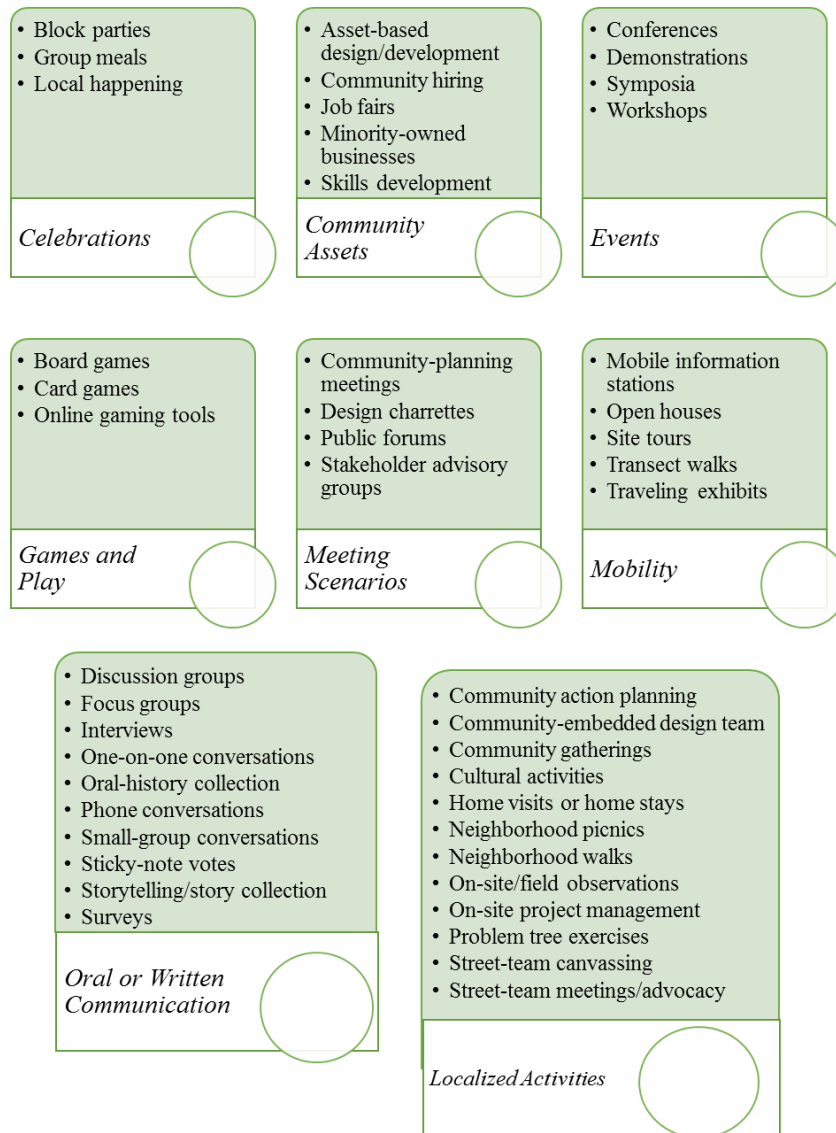 • Block parties
• Group meals
• Local happening
Celebrations
• Asset-based
design/development
• Community hiring
• Job fairs
• Minority-owned
businesses
• Skills development
Community
Assets
• Conferences
• Demonstrations
• Symposia
• Workshops
Events
• Board games
• Card games
• Online gaming tools
Games and
Play
• Community-planning
meetings
• Design charrettes
• Public forums
• Stakeholder advisory
groups
Meeting
Scenarios
• Mobile information
stations
• Open houses
• Site tours
• Transect walks
• Traveling exhibits
Mobility
• Discussion groups
• Focus groups
• Interviews
• One-on-one conversations
• Oral-history collection
• Phone conversations
• Small-group conversations
• Sticky-note votes
• Storytelling/story collection
• Surveys
Oral or Written
Communication
• Community action planning
• Community-embedded design team
• Community gatherings
• Cultural activities
• Home visits or home stays
• Neighborhood picnics
• Neighborhood walks
• On-site/field observations
• On-site project management
• Problem tree exercises
• Street-team canvassing
• Street-team meetings/advocacy
Localized Activities